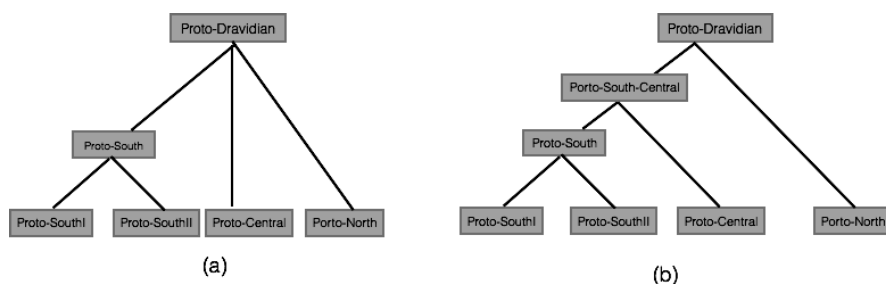 Proto-Dravidian
Proto-South
Proto-SouthI
Proto-SouthII
Proto-Central
Porto-North
(a)
Proto-Dravidian
Porto-South-Central
Proto-South
Proto-SouthI
Proto-SouthII
Proto-Central
Porto-North
(b)